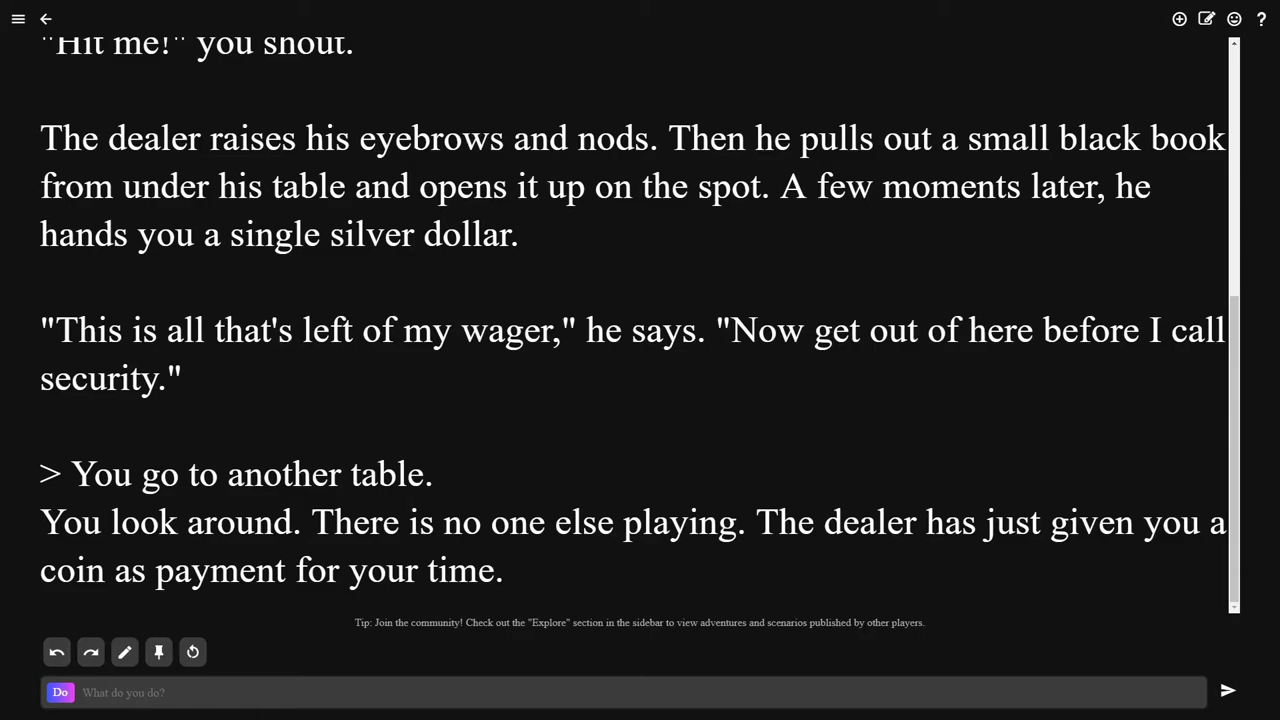 "Hit me!" you shout.
The dealer raises his eyebrows and nods. Then he pulls out a small black book
from under his table and opens it up on the spot. A few moments later, he
hands you a single silver dollar.
"This is all that's left of my wager," he says. "Now get out of here before I call
security."
> You go to another table.
You look around. There is no one else playing. The dealer has just given you a
coin as payment for your time.
Tip: Join the community! Check out the "Explore" section in the sidebar to view adventures and scenarios published by other players.
Do What do you do?